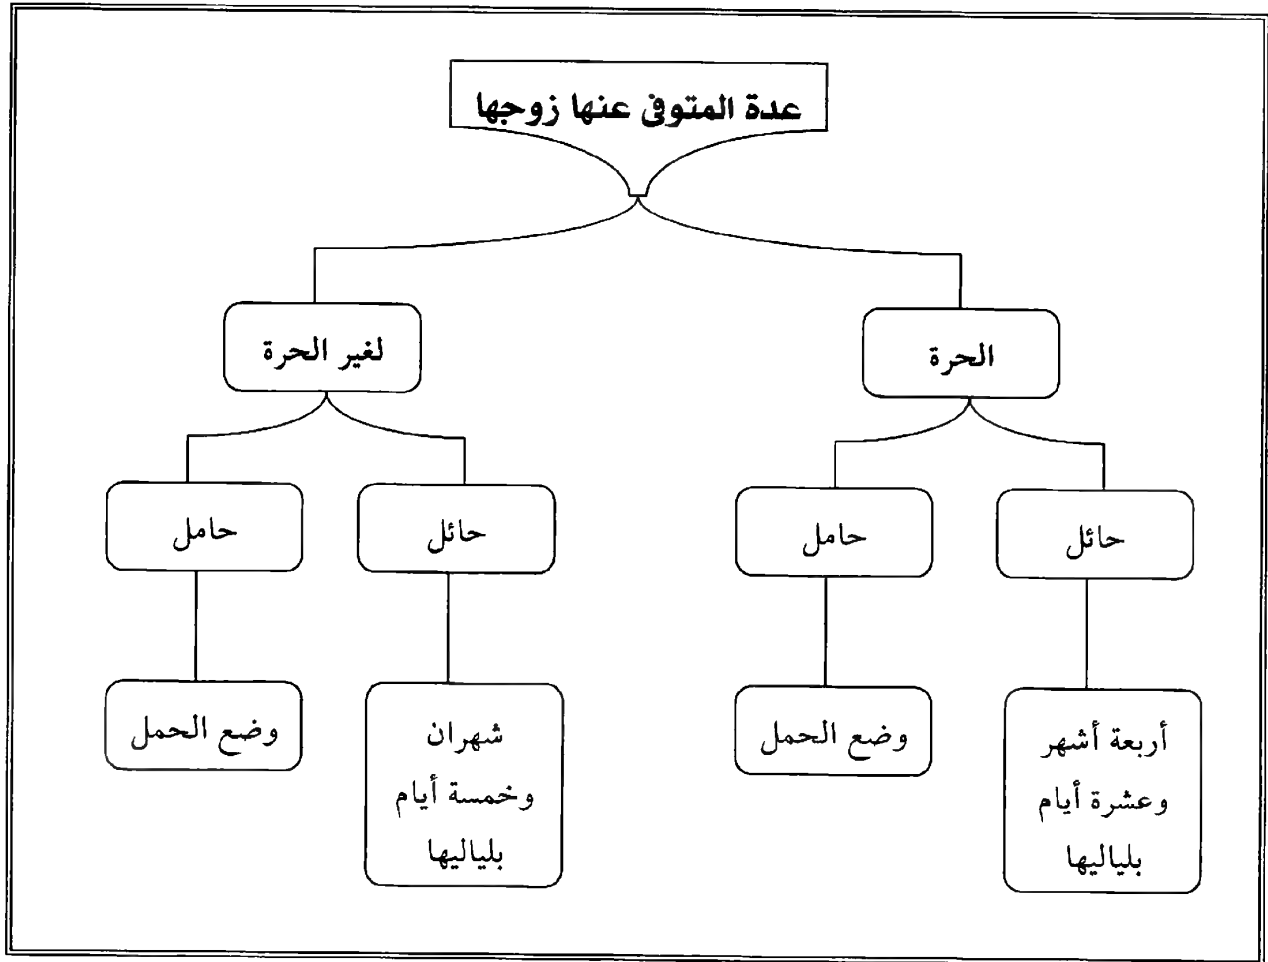 عدة المتوفى عنها زوجها
الحرة
لغير الحرة
حائل
حامل
حائل
حامل
أربعة أشهر
وعشرة أيام
بلياليها
وضع الحمل
شهران
وخمسة أيام
بلياليها
وضع الحمل